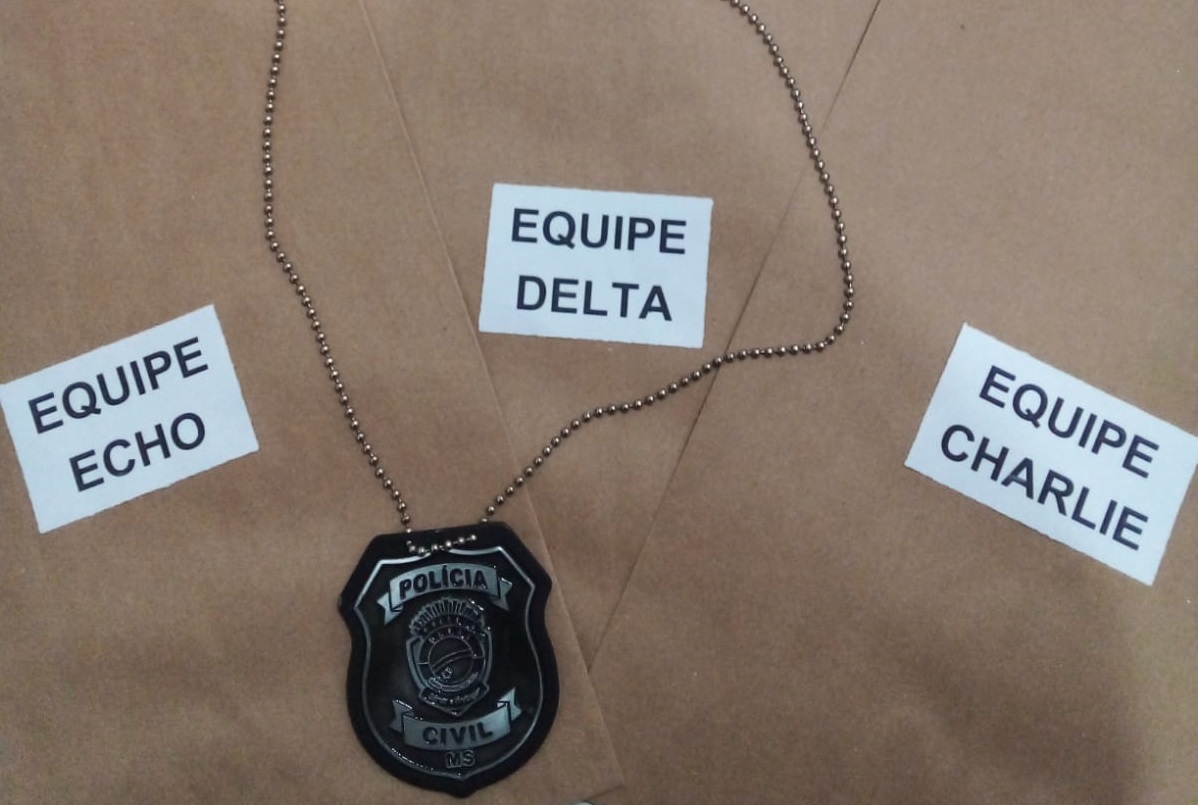 EQUIPE
DELTA
EQUIPE
ECHO
EQUIPE
CHARLIE
POLÍCIA
CIVIL
MS